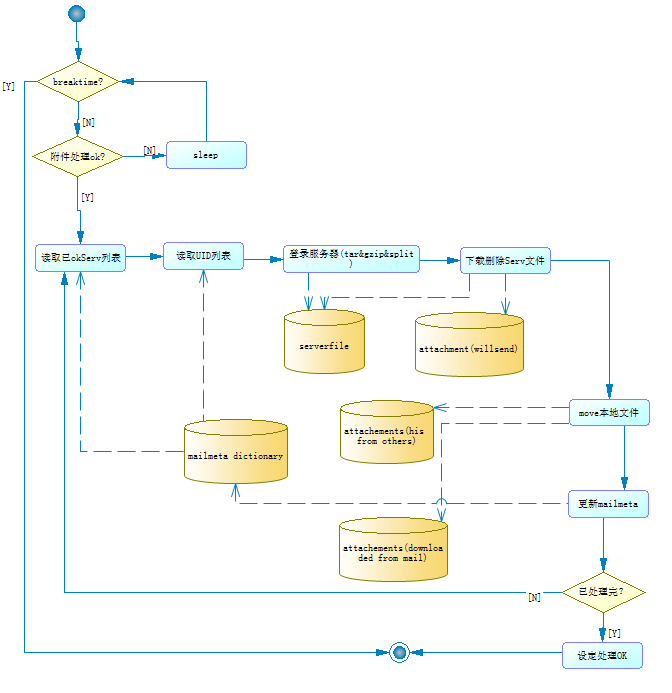 [Y]
breaktime?
[N]
附件处理ok?
[N]
sleep
[Y]
读取已okServ列表
读取UID列表
登录服务器(tar&gzip&split
)
下载删除Serv文件
serverfile
attachment(willsend)
move本地文件
attachements(his
from others)
mailmeta dictionary
更新mailmeta
attachements(downloa
ded from mail)
已处理完?
[N]
[Y]
设定处理OK